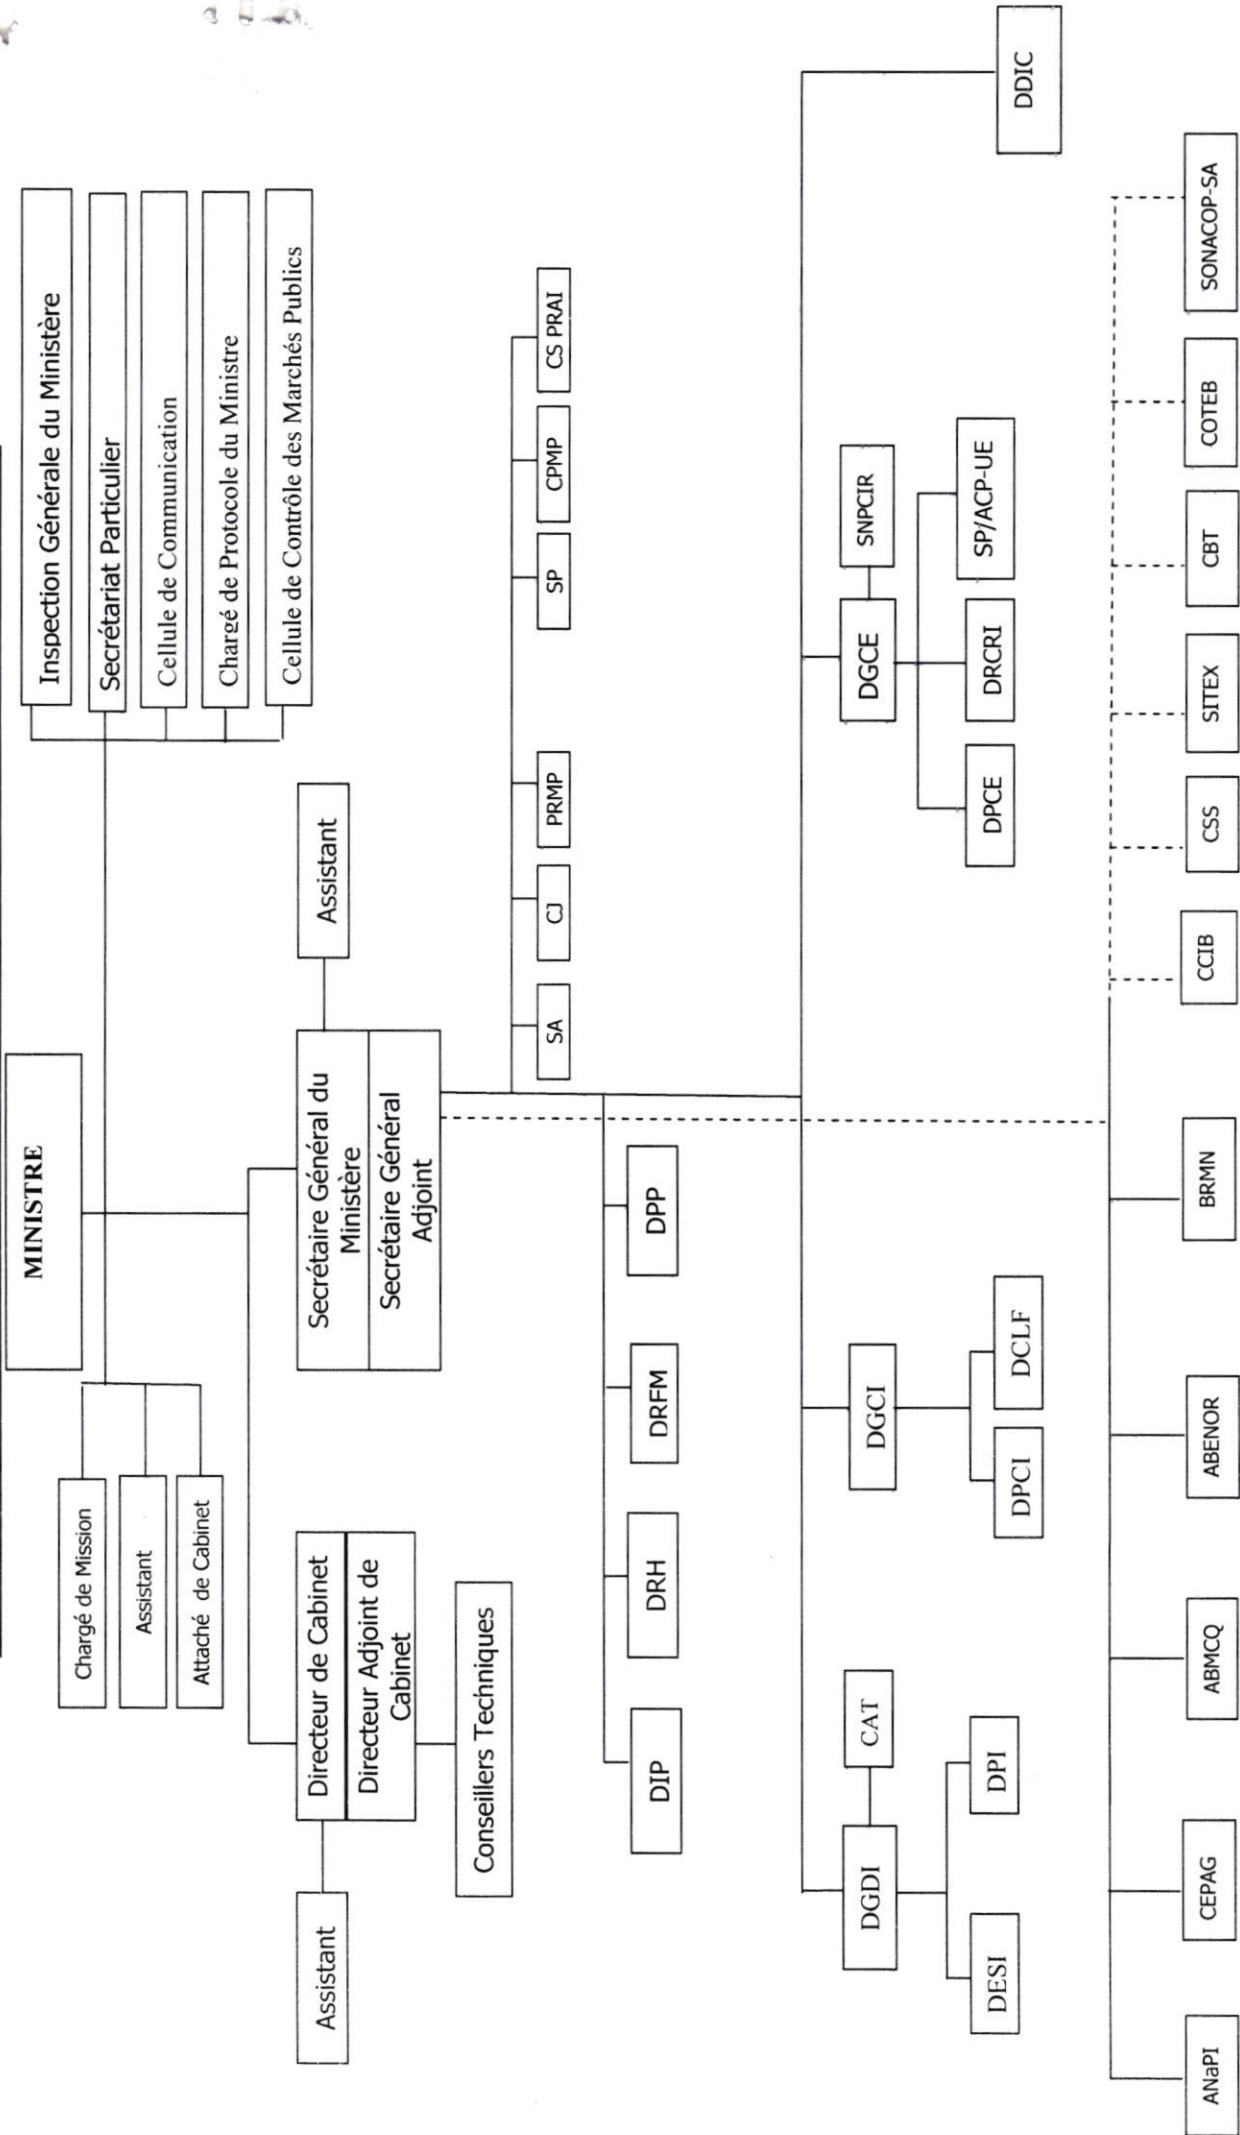 MINISTRE
Chargé de Mission
Assistant
Attaché de Cabinet
Inspection Générale du Ministère
Secrétariat Particulier
Cellule de Communication
Chargé de Protocole du Ministre
Cellule de Contrôle des Marchés Publics
Assistant
Directeur de Cabinet
Directeur Adjoint de
Cabinet
Conseillers Techniques
Secrétaire Général du
Ministère
Secrétaire Général
Adjoint
Assistant
SA
CJ
PRMP
SP
CPMP
CS PRAI
DIP
DRH
DRFM
DPP
DGDI
CAT
DESI
DPI
DGCI
DPCI
DCLF
DGCE
SNPCIR
DPCE
DRCRI
SP/ACP-UE
DDIC
ANaPI
CEPAG
ABMCQ
ABENOR
BRMN
CCIB
CSS
SITEX
CBT
COTEB
SONACOP-SA